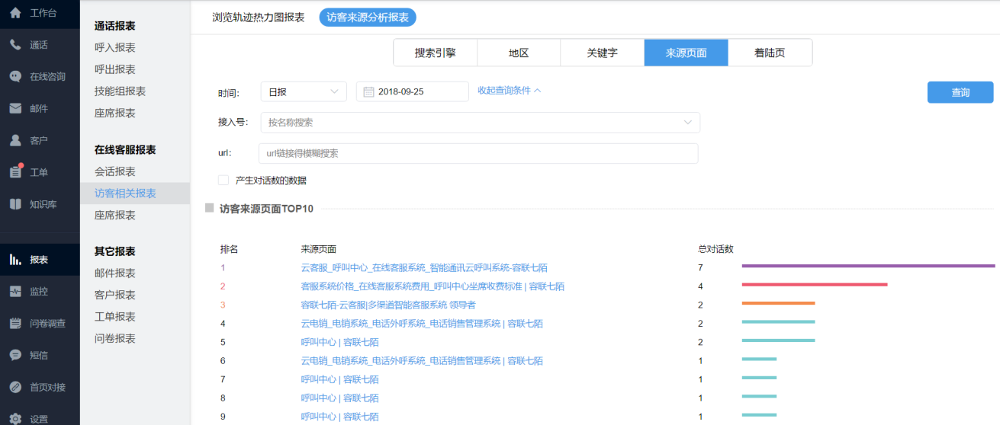 工作台
通话
在线咨询
邮件
客户
工单
知识库
报表
监控
问卷调查
短信
首页对接
设置
通话报表
呼入报表
呼出报表
技能组报表
座席报表
在线客服报表
会话报表
访客相关报表
座席报表
其它报表
邮件报表
客户报表
工单报表
问卷报表
浏览轨迹热力图报表 访客来源分析报表
搜索引擎 地区 关键字 来源页面 着陆页
时间： 日报 2018-09-25 收起查询条件 查询
接入号： 按名称搜索
url： url链接得模糊搜索
产生对话数的数据
访客来源页面TOP10
排名 来源页面 总对话数
1 云客服_呼叫中心_在线客服系统_智能通讯云呼叫系统-容联七陌 7
2 客服系统价格_在线客服系统费用_呼叫中心坐席收费标准 | 容联七陌 4
3 容联七陌-云客服|多渠道智能客服系统 领导者 2
4 云电销_电销系统_电话外呼系统_电话销售管理系统 | 容联七陌 2
5 呼叫中心 | 容联七陌 2
6 云电销_电销系统_电话外呼系统_电话销售管理系统 | 容联七陌 1
7 呼叫中心 | 容联七陌 1
8 呼叫中心 | 容联七陌 1
9 呼叫中心 | 容联七陌 1